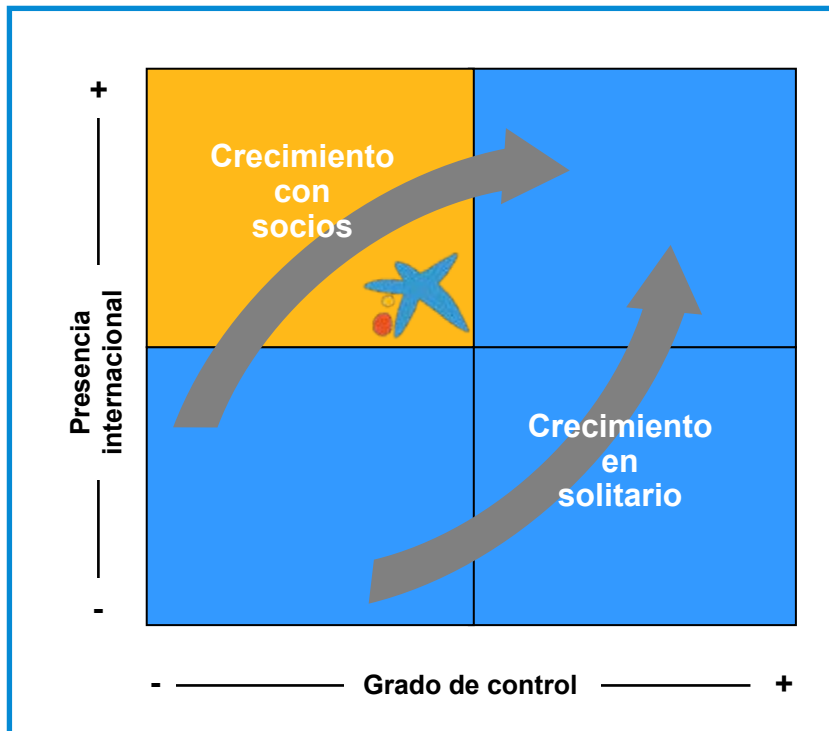 +
Crecimiento
con
socios
Presencia
internacional
Crecimiento
en
solitario
-
- Grado de control +